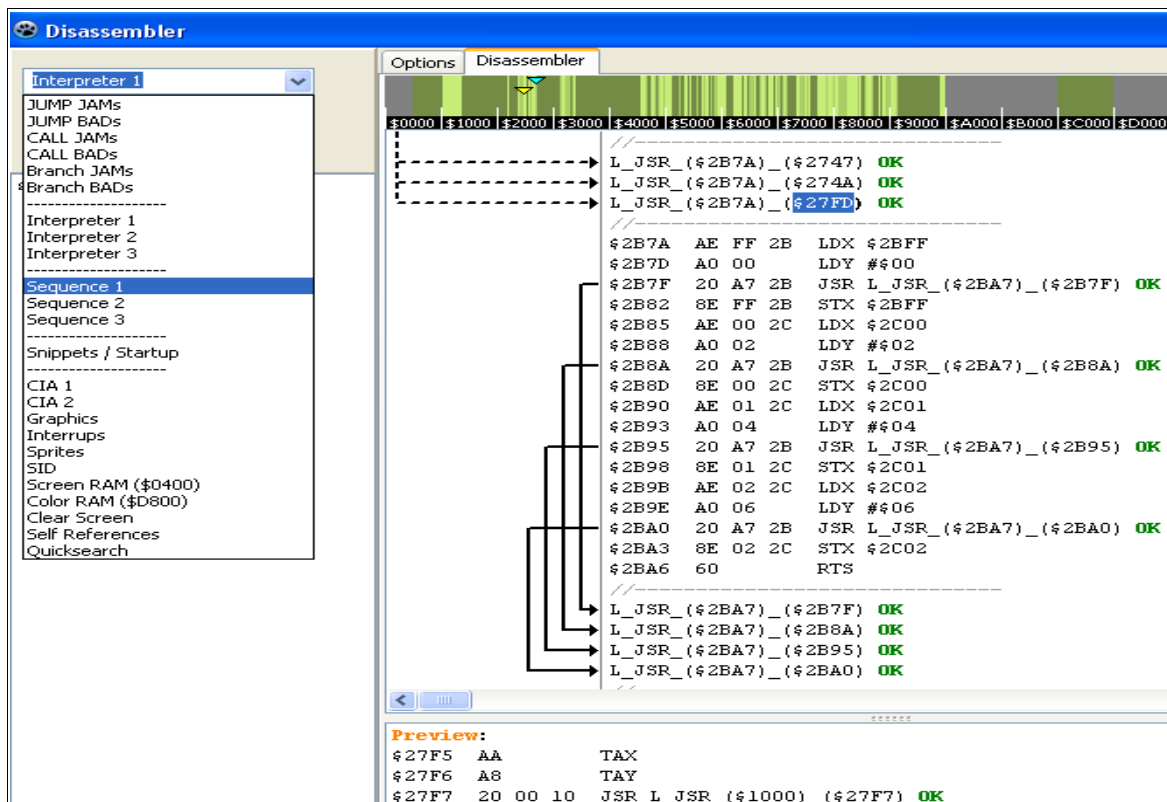 Disassembler
Interpreter 1
JUMP JAMs
JUMP BADs
CALL JAMs
CALL BADs
Branch JAMs
Branch BADs
--------------------
Interpreter 1
Interpreter 2
Interpreter 3
--------------------
Sequence 1
Sequence 2
Sequence 3
--------------------
Snippets / Startup
--------------------
CIA 1
CIA 2
Graphics
Interrups
Sprites
SID
Screen RAM ($0400)
Color RAM ($D800)
Clear Screen
Self References
Quicksearch
Options Disassembler
$0000 $1000 $2000 $3000 $4000 $5000 $6000 $7000 $8000 $9000 $A000 $B000 $C000 $D000
//---------------------------------
L_JSR_($2B7A)_($2747) OK
L_JSR_($2B7A)_($274A) OK
L_JSR_($2B7A)_($27FD) OK
//---------------------------------
$2B7A AE FF 2B LDX $2BFF
$2B7D A0 00 LDY #$00
$2B7F 20 A7 2B JSR L_JSR_($2BA7)_($2B7F) OK
$2B82 8E FF 2B STX $2BFF
$2B85 AE 00 2C LDX $2C00
$2B88 A0 02 LDY #$02
$2B8A 20 A7 2B JSR L_JSR_($2BA7)_($2B8A) OK
$2B8D 8E 00 2C STX $2C00
$2B90 AE 01 2C LDX $2C01
$2B93 A0 04 LDY #$04
$2B95 20 A7 2B JSR L_JSR_($2BA7)_($2B95) OK
$2B98 8E 01 2C STX $2C01
$2B9B AE 02 2C LDX $2C02
$2B9E A0 06 LDY #$06
$2BA0 20 A7 2B JSR L_JSR_($2BA7)_($2BA0) OK
$2BA3 8E 02 2C STX $2C02
$2BA6 60 RTS
//---------------------------------
L_JSR_($2BA7)_($2B7F) OK
L_JSR_($2BA7)_($2B8A) OK
L_JSR_($2BA7)_($2B95) OK
L_JSR_($2BA7)_($2BA0) OK
Preview:
$27F5 AA TAX
$27F6 A8 TAY
$27F7 20 00 10 JSR L_JSR_($1000)_($27F7) OK